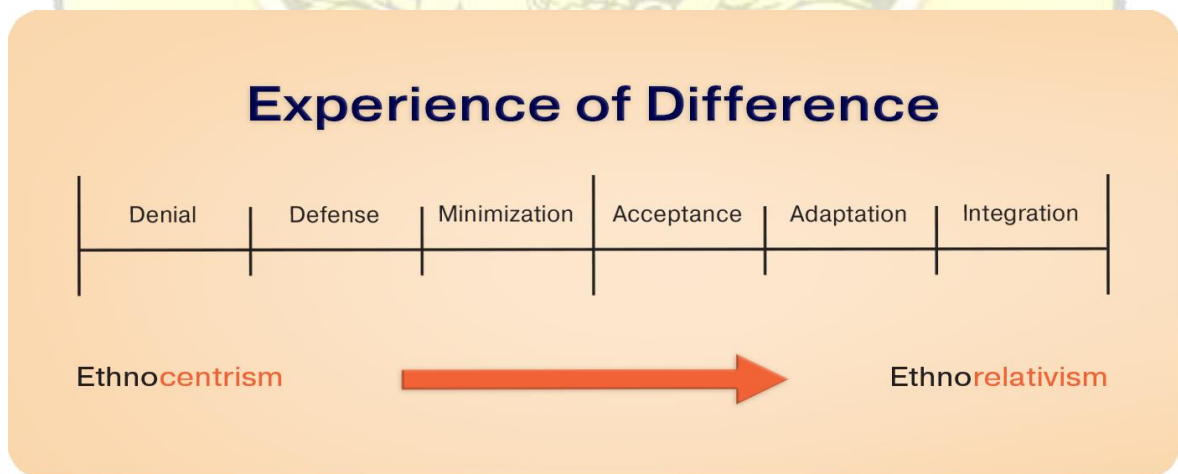 Experience of Difference
Denial Defense Minimization Acceptance Adaptation Integration
Ethnocentrism Ethnorelativism